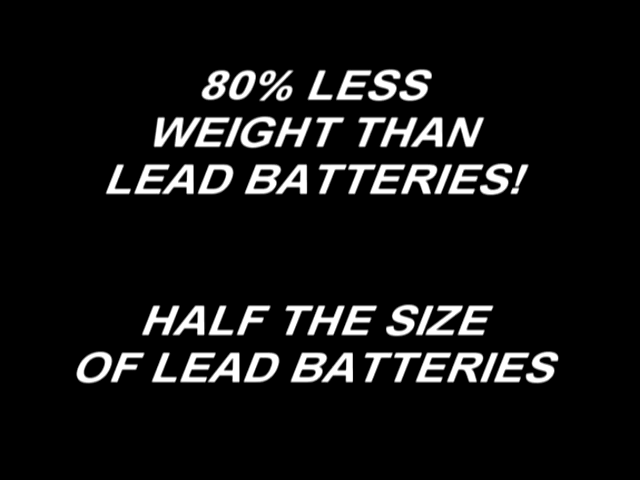 80% LESS
WEIGHT THAN
LEAD BATTERIES!
HALF THE SIZE
OF LEAD BATTERIES